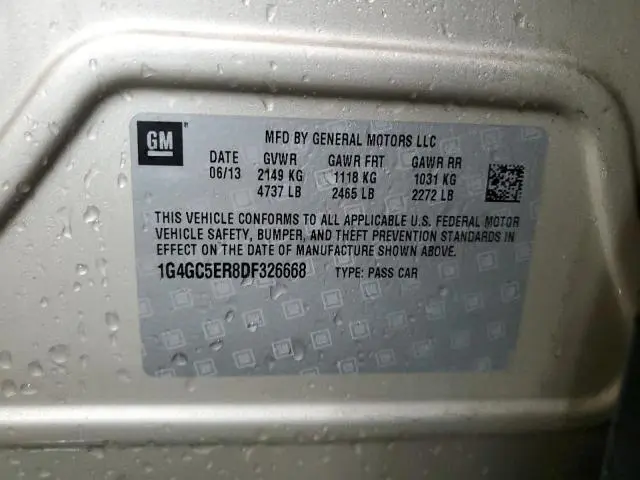 GM ®
MFD BY GENERAL MOTORS LLC
DATE GVWR GAWR FRT GAWR RR
06/13 2149 KG 1118 KG 1031 KG
4737 LB 2465 LB 2272 LB
THIS VEHICLE CONFORMS TO ALL APPLICABLE U.S. FEDERAL MOTOR
VEHICLE SAFETY, BUMPER, AND THEFT PREVENTION STANDARDS IN
EFFECT ON THE DATE OF MANUFACTURE SHOWN ABOVE.
1G4GC5ER8DF326668 TYPE: PASS CAR